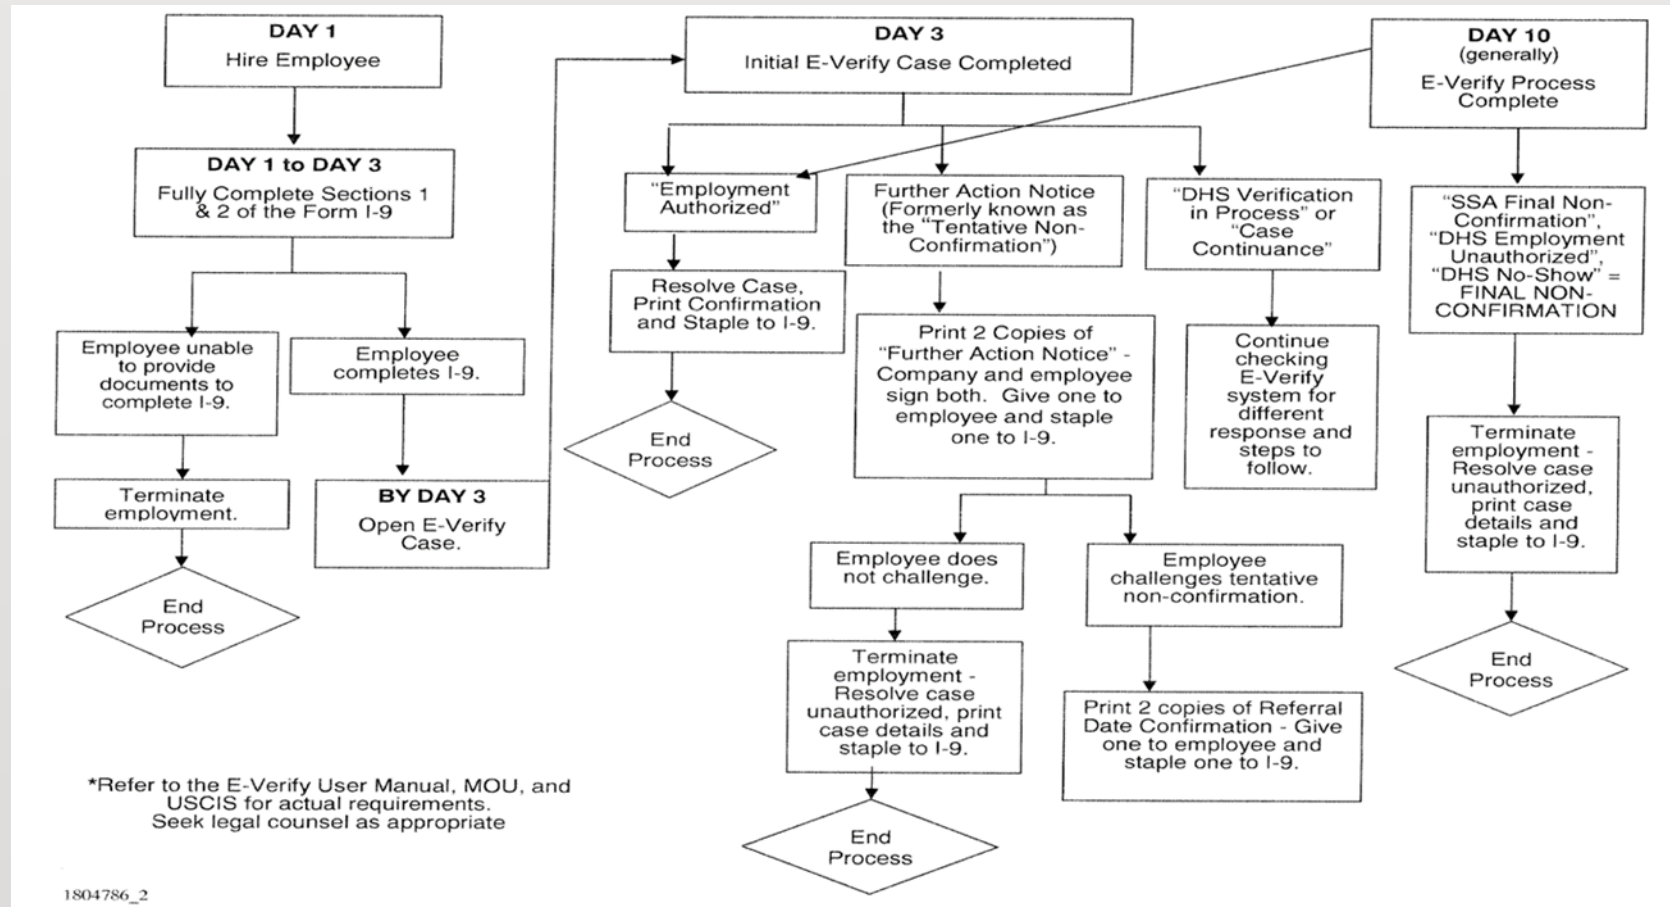 DAY 1
Hire Employee
DAY 1 to DAY 3
Fully Complete Sections 1
& 2 of the Form I-9
Employee unable
to provide
documents to
complete I-9.
Terminate
employment.
End
Process
Employee
completes I-9.
BY DAY 3
Open E-Verify
Case.
DAY 3
Initial E-Verify Case Completed
"Employment
Authorized"
Resolve Case,
Print Confirmation
and Staple to I-9.
End
Process
Further Action Notice
(Formerly known as
the "Tentative Non-
Confirmation")
Print 2 Copies of
"Further Action Notice" -
Company and employee
sign both. Give one to
employee and staple
one to I-9.
Employee does
not challenge.
Terminate
employment -
Resolve case
unauthorized, print
case details and
staple to I-9.
End
Process
Employee
challenges tentative
non-confirmation.
Print 2 copies of Referral
Date Confirmation - Give
one to employee and
staple one to I-9.
"DHS Verification
in Process" or
"Case
Continuance"
Continue
checking
E-Verify
system for
different
response and
steps to
follow.
DAY 10
(generally)
E-Verify Process
Complete
"SSA Final Non-
Confirmation",
"DHS Employment
Unauthorized",
"DHS No-Show" =
FINAL NON-
CONFIRMATION
Terminate
employment -
Resolve case
unauthorized,
print case
details and
staple to I-9.
End
Process
*Refer to the E-Verify User Manual, MOU, and
USCIS for actual requirements.
Seek legal counsel as appropriate
1804786_2